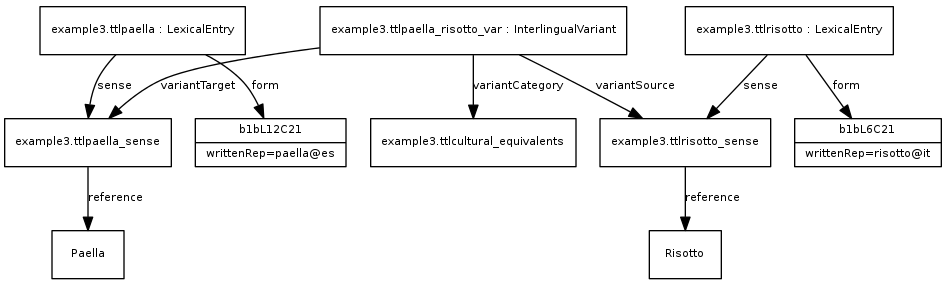 example3.ttlpaella : LexicalEntry
example3.ttlpaella_risotto_var : InterlingualVariant
example3.ttlrisotto : LexicalEntry
sense
variantTarget
form
variantCategory
variantSource
sense
form
example3.ttlpaella_sense
b1bL12C21
writtenRep=paella@es
example3.ttlcultural_equivalents
example3.ttlrisotto_sense
b1bL6C21
writtenRep=risotto@it
reference
reference
Paella
Risotto